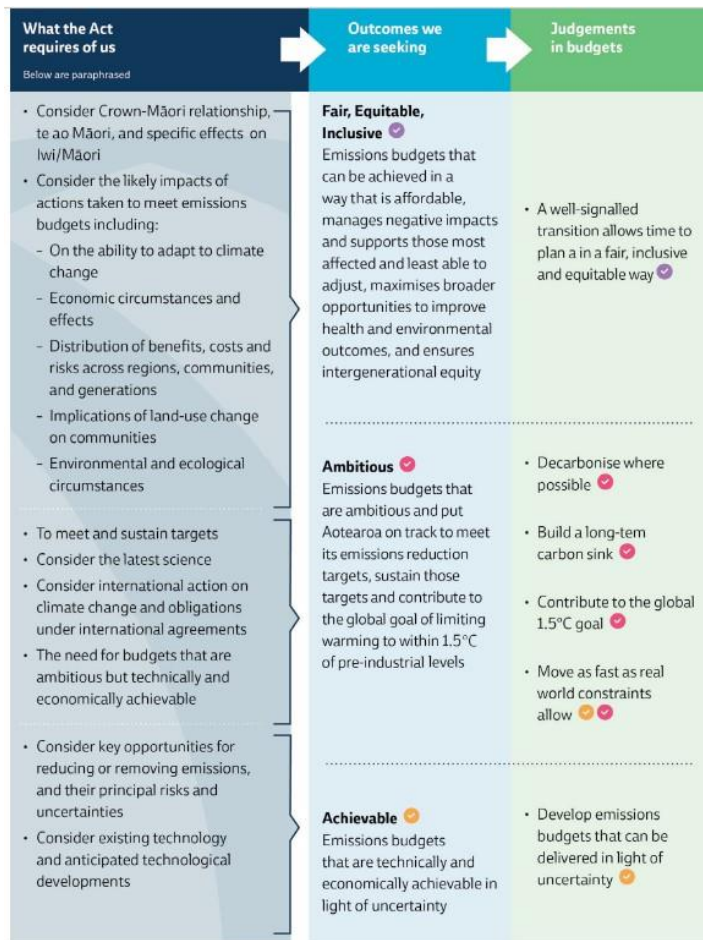 What the Act
requires of us
Below are paraphrased
• Consider Crown-Māori relationship,
te ao Māori, and specific effects on
Iwi/Māori
• Consider the likely impacts of
actions taken to meet emissions
budgets including:
- On the ability to adapt to climate
change
- Economic circumstances and
effects
- Distribution of benefits, costs and
risks across regions, communities,
and generations
- Implications of land-use change
on communities
- Environmental and ecological
circumstances
• To meet and sustain targets
• Consider the latest science
• Consider international action on
climate change and obligations
under international agreements
• The need for budgets that are
ambitious but technically and
economically achievable
• Consider key opportunities for
reducing or removing emissions,
and their principal risks and
uncertainties
• Consider existing technology
and anticipated technological
developments
Outcomes we
are seeking
Fair, Equitable,
Inclusive
Emissions budgets that
can be achieved in a
way that is affordable,
manages negative impacts
and supports those most
affected and least able to
adjust, maximises broader
opportunities to improve
health and environmental
outcomes, and ensures
intergenerational equity
Ambitious
Emissions budgets that
are ambitious and put
Aotearoa on track to meet
its emissions reduction
targets, sustain those
targets and contribute to
the global goal of limiting
warming to within 1.5°C
of pre-industrial levels
Achievable
Emissions budgets
that are technically and
economically achievable in
light of uncertainty
Judgements
in budgets
• A well-signalled
transition allows time to
plan a in a fair, inclusive
and equitable way
• Decarbonise where
possible
• Build a long-tem
carbon sink
• Contribute to the global
1.5°C goal
• Move as fast as real
world constraints
allow
• Develop emissions
budgets that can be
delivered in light of
uncertainty